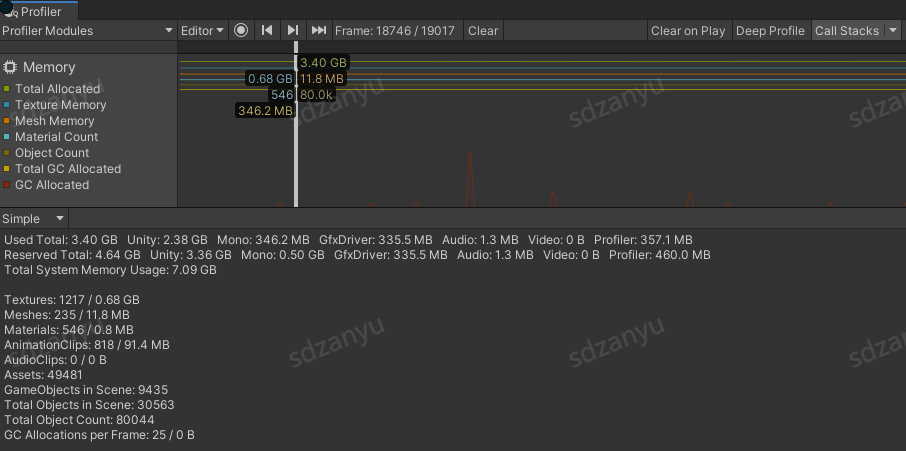 Profiler
Profiler Modules Editor Frame: 18746 / 19017 Clear Clear on Play Deep Profile Call Stacks
Memory
Total Allocated
Texture Memory
Mesh Memory
Material Count
Object Count
Total GC Allocated
GC Allocated
3.40 GB
0.68 GB 11.8 MB
546 80.0k
346.2 MB
Simple
Used Total: 3.40 GB Unity: 2.38 GB Mono: 346.2 MB GfxDriver: 335.5 MB Audio: 1.3 MB Video: 0 B Profiler: 357.1 MB
Reserved Total: 4.64 GB Unity: 3.36 GB Mono: 0.50 GB GfxDriver: 335.5 MB Audio: 1.3 MB Video: 0 B Profiler: 460.0 MB
Total System Memory Usage: 7.09 GB
Textures: 1217 / 0.68 GB
Meshes: 235 / 11.8 MB
Materials: 546 / 0.8 MB
AnimationClips: 818 / 91.4 MB
AudioClips: 0 / 0 B
Assets: 49481
GameObjects in Scene: 9435
Total Objects in Scene: 30563
Total Object Count: 80044
GC Allocations per Frame: 25 / 0 B
sdzanyu
sdzanyu
sdzanyu
sdzanyu
sdzanyu
sdzanyu